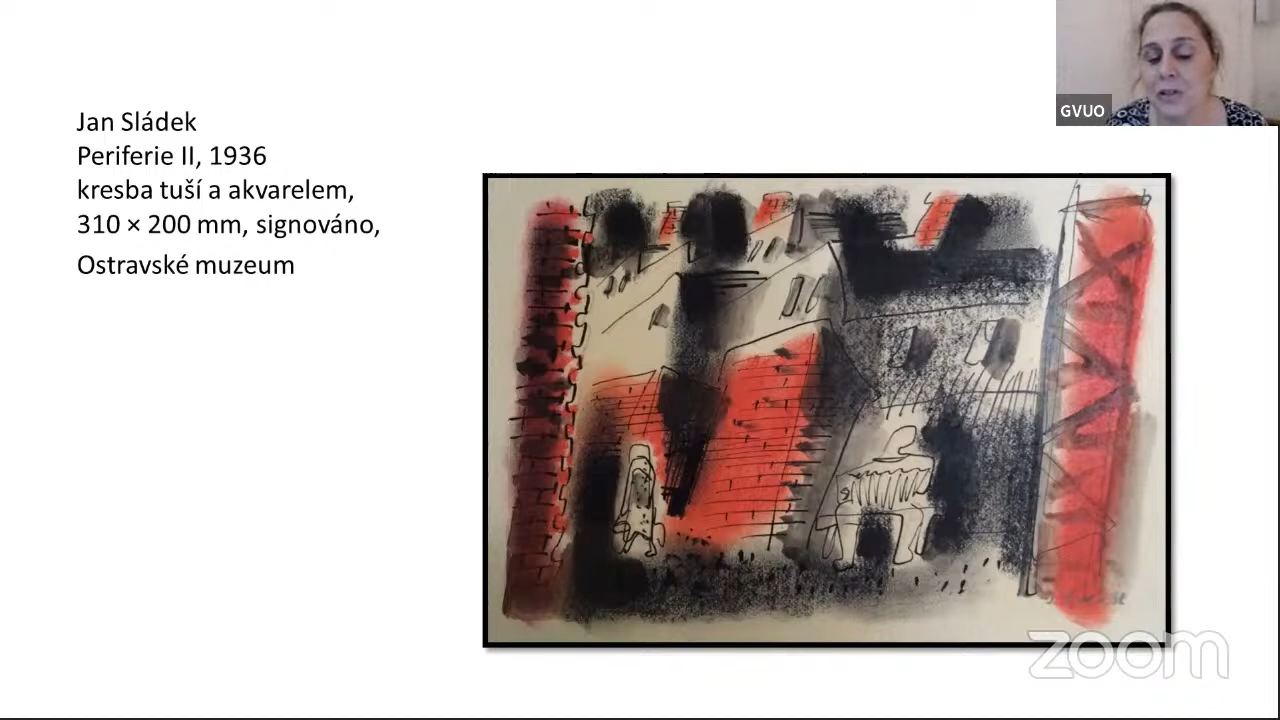 Jan Sládek
Periferie II, 1936
kresba tuší a akvarelem,
310 × 200 mm, signováno,
Ostravské muzeum
GVUO
zoom